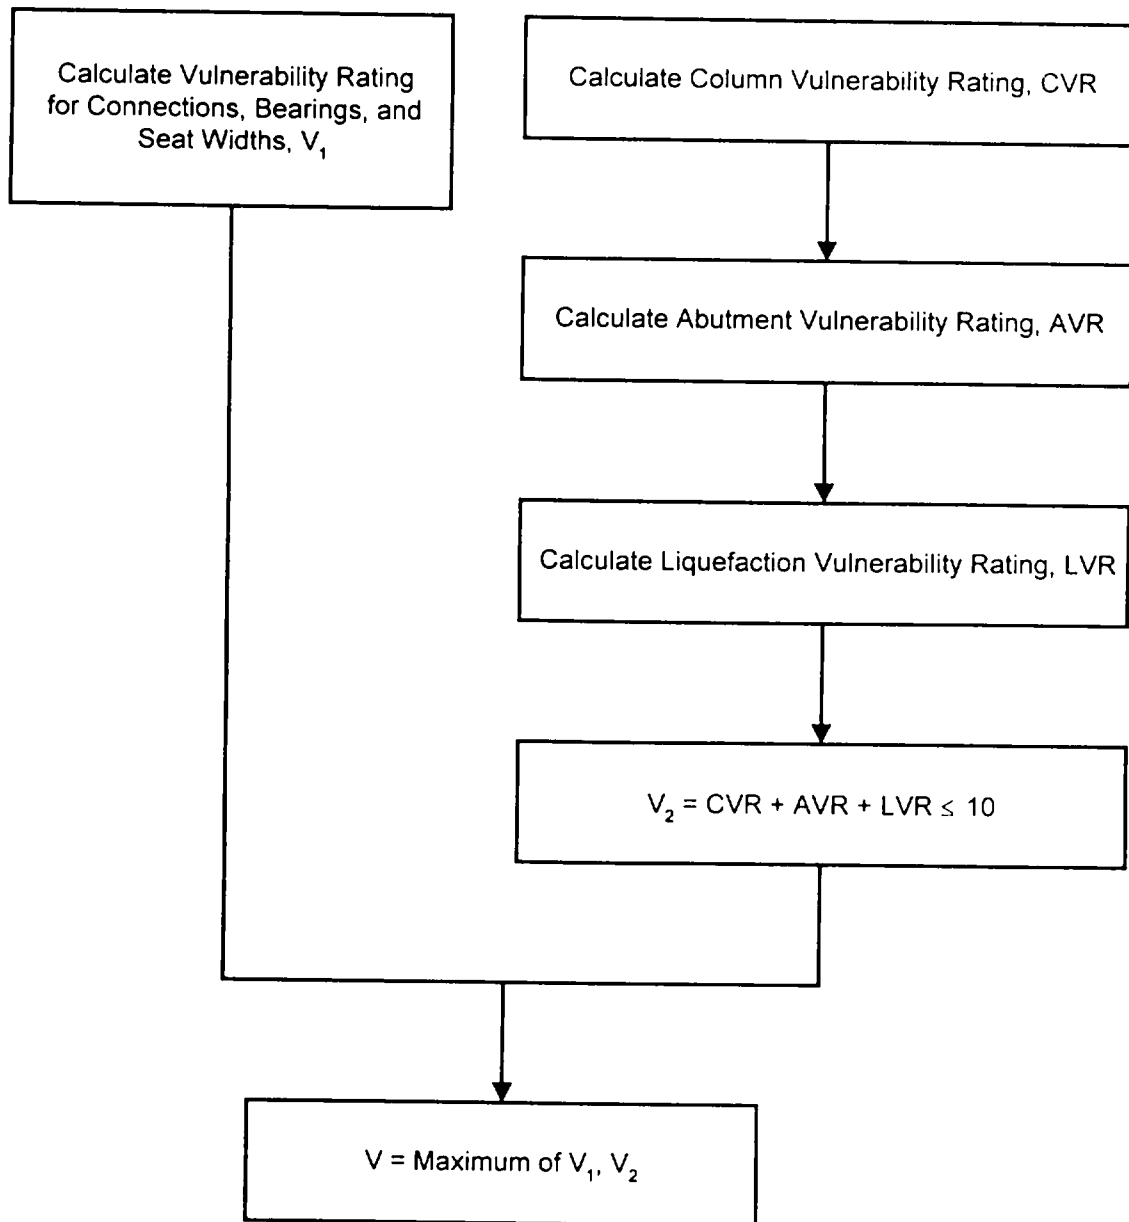 Calculate Vulnerability Rating
for Connections, Bearings, and
Seat Widths, V₁
Calculate Column Vulnerability Rating, CVR
Calculate Abutment Vulnerability Rating, AVR
Calculate Liquefaction Vulnerability Rating, LVR
V₂ = CVR + AVR + LVR ≤ 10
V = Maximum of V₁, V₂